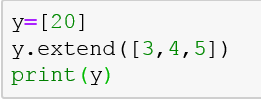 y=[20]
y.extend([3,4,5])
print(y)